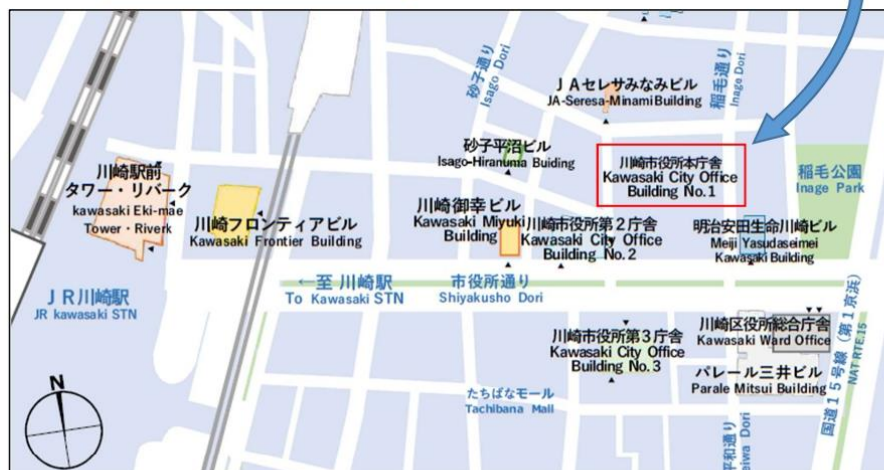 砂子通り
Isago Dori
稲毛通り
Inage Dori
JAセレサみなみビル
JA-Seresa-Minami Building
砂子平沼ビル
Isago-Hiranuma Buiding
川崎市役所本庁舎
Kawasaki City Office
Building No.1
稲毛公園
Inage Park
川崎駅前
タワー・リバーク
kawasaki Eki-mae
Tower・Riverk
川崎フロンティアビル
Kawasaki Frontier Building
川崎御幸ビル
Kawasaki Miyuki
Building
川崎市役所第2庁舎
Kawasaki City Office
Building No.2
明治安田生命川崎ビル
Meiji Yasudaseimei
Kawasaki Building
JR川崎駅
JR kawasaki STN
←至 川崎駅
To Kawasaki STN
市役所通り
Shiyakusho Dori
川崎市役所第3庁舎
Kawasaki City Office
Building No.3
川崎区役所総合庁舎
Kawasaki Ward Office
パレール三井ビル
Parale Mitsui Building
国道15号線(第1京浜)
NAT RTE.15
たちばなモール
Tachibana Mall
平和通り
eiwa Dori
N